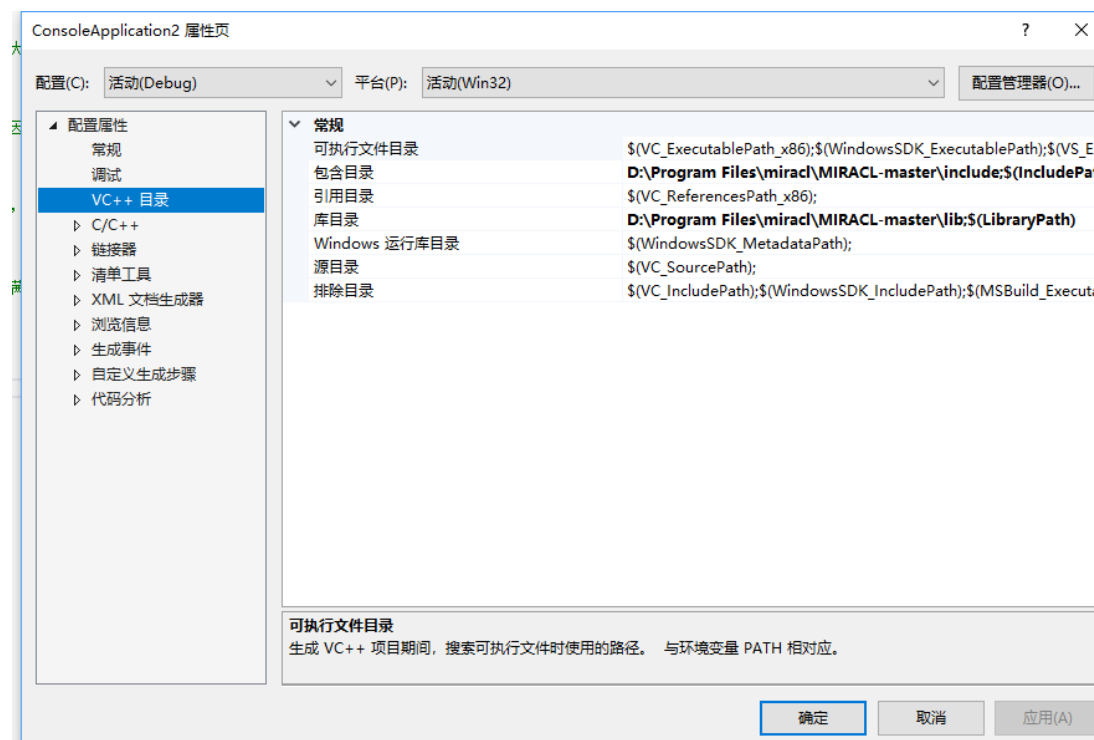 ConsoleApplication2 属性页
配置(C): 活动(Debug) 平台(P): 活动(Win32) 配置管理器(O)...
配置属性
常规
调试
VC++ 目录
C/C++
链接器
清单工具
XML 文档生成器
浏览信息
生成事件
自定义生成步骤
代码分析
常规
可执行文件目录 $(VC_ExecutablePath_x86);$(WindowsSDK_ExecutablePath);$(VS_E
包含目录 D:\Program Files\miracl\MIRACL-master\include;$(IncludePa
引用目录 $(VC_ReferencesPath_x86);
库目录 D:\Program Files\miracl\MIRACL-master\lib;$(LibraryPath)
Windows 运行库目录 $(WindowsSDK_MetadataPath);
源目录 $(VC_SourcePath);
排除目录 $(VC_IncludePath);$(WindowsSDK_IncludePath);$(MSBuild_Execut
可执行文件目录
生成 VC++ 项目期间，搜索可执行文件时使用的路径。 与环境变量 PATH 相对应。
确定 取消 应用(A)